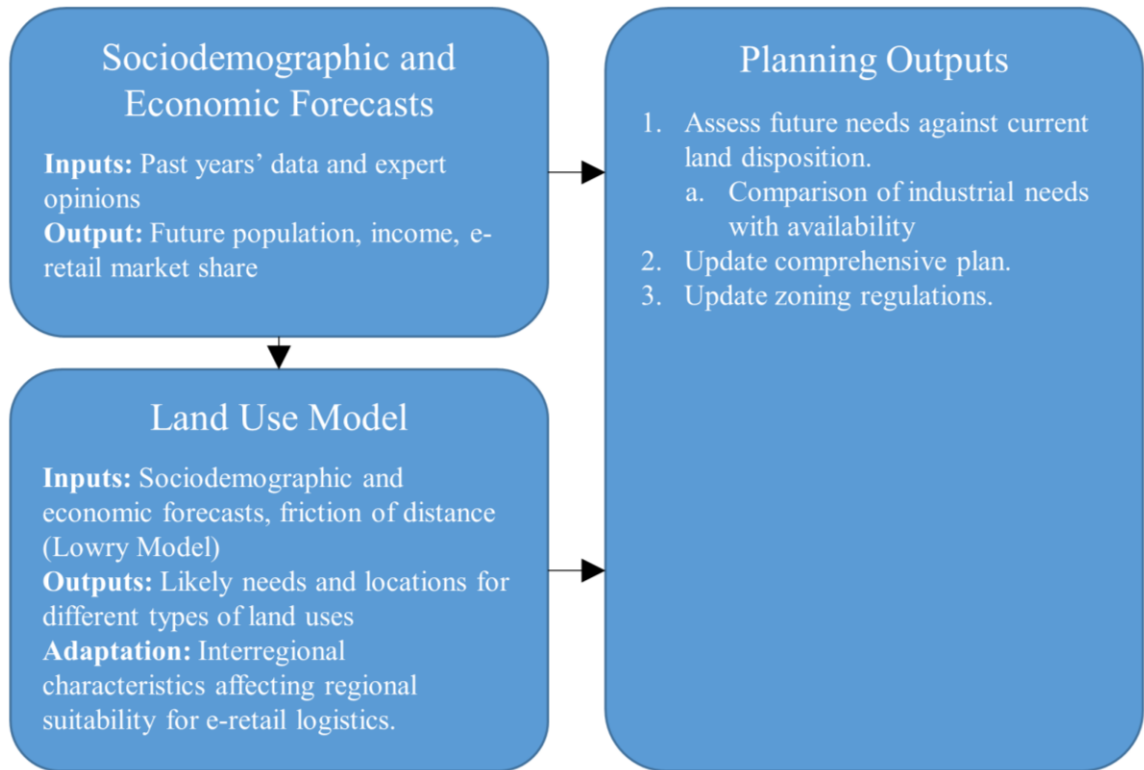 Sociodemographic and
Economic Forecasts
Inputs: Past years’ data and expert
opinions
Output: Future population, income, e-
retail market share
Land Use Model
Inputs: Sociodemographic and
economic forecasts, friction of distance
(Lowry Model)
Outputs: Likely needs and locations for
different types of land uses
Adaptation: Interregional
characteristics affecting regional
suitability for e-retail logistics.
Planning Outputs
1. Assess future needs against current
land disposition.
a. Comparison of industrial needs
with availability
2. Update comprehensive plan.
3. Update zoning regulations.